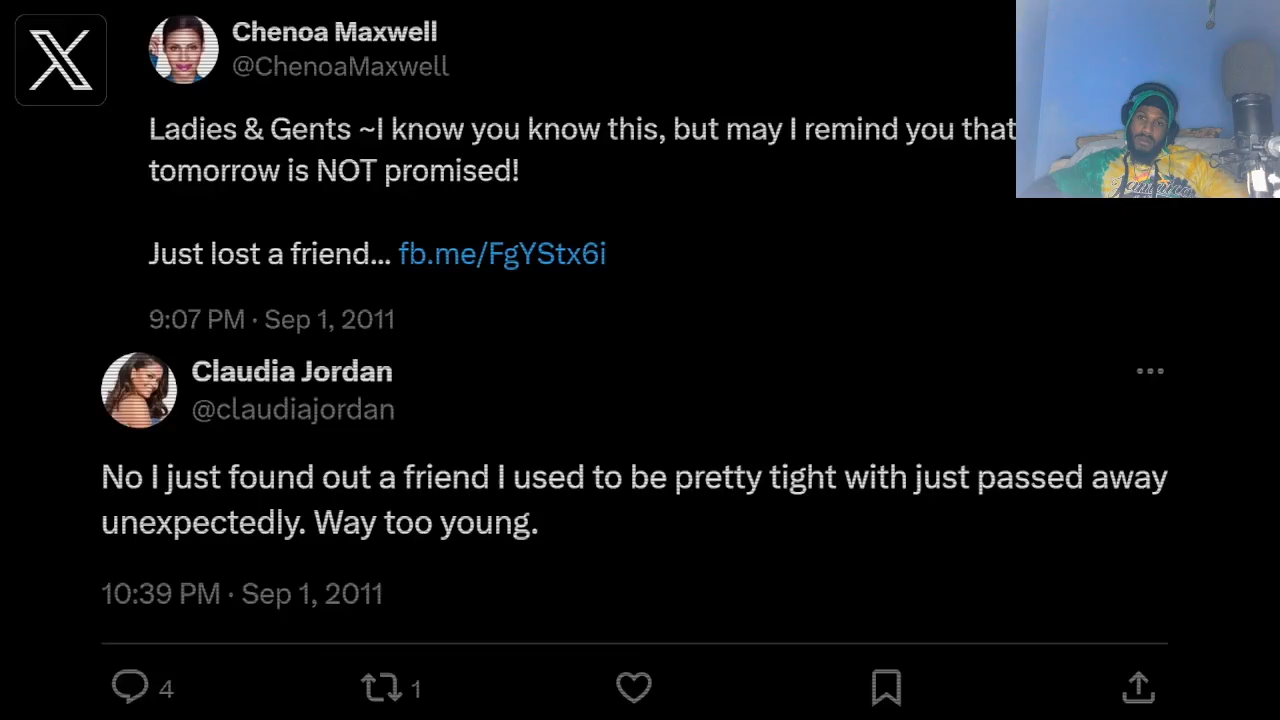 Chenoa Maxwell
@ChenoaMaxwell
Ladies & Gents ~I know you know this, but may I remind you that
tomorrow is NOT promised!
Just lost a friend... fb.me/FgYStx6i
9:07 PM · Sep 1, 2011
Claudia Jordan
@claudiajordan
No I just found out a friend I used to be pretty tight with just passed away
unexpectedly. Way too young.
10:39 PM · Sep 1, 2011
4
1
Jamaica